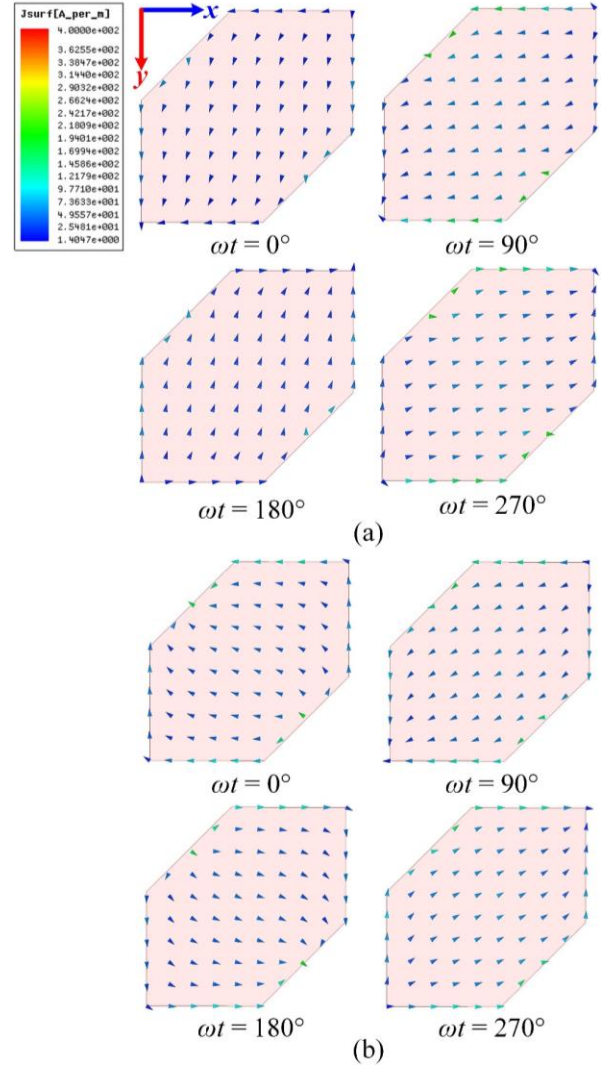 Jsurf[A_per_m]
4.0000e+002
3.6255e+002
3.3847e+002
3.1440e+002
2.9032e+002
2.6624e+002
2.4217e+002
2.1809e+002
1.9401e+002
1.6994e+002
1.4586e+002
1.2179e+002
9.7710e+001
7.3633e+001
4.9557e+001
2.5481e+001
1.4047e+000
x
y
ωt = 0°
ωt = 90°
ωt = 180°
ωt = 270°
(a)
ωt = 0°
ωt = 90°
ωt = 180°
ωt = 270°
(b)